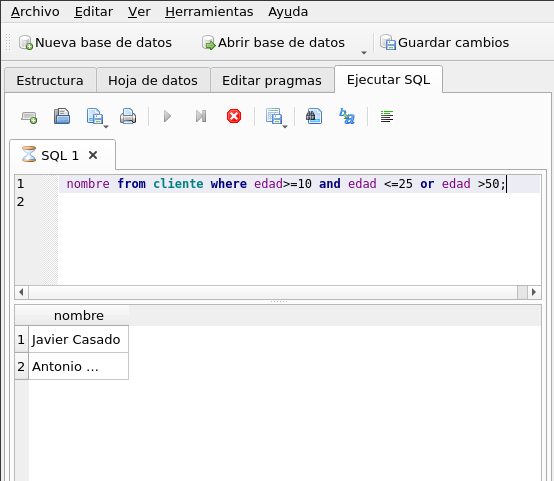 Archivo Editar Ver Herramientas Ayuda
Nueva base de datos Abrir base de datos Guardar cambios
Estructura Hoja de datos Editar pragmas Ejecutar SQL
SQL 1
1 nombre from cliente where edad>=10 and edad <=25 or edad >50;
2
nombre
1 Javier Casado
2 Antonio ...